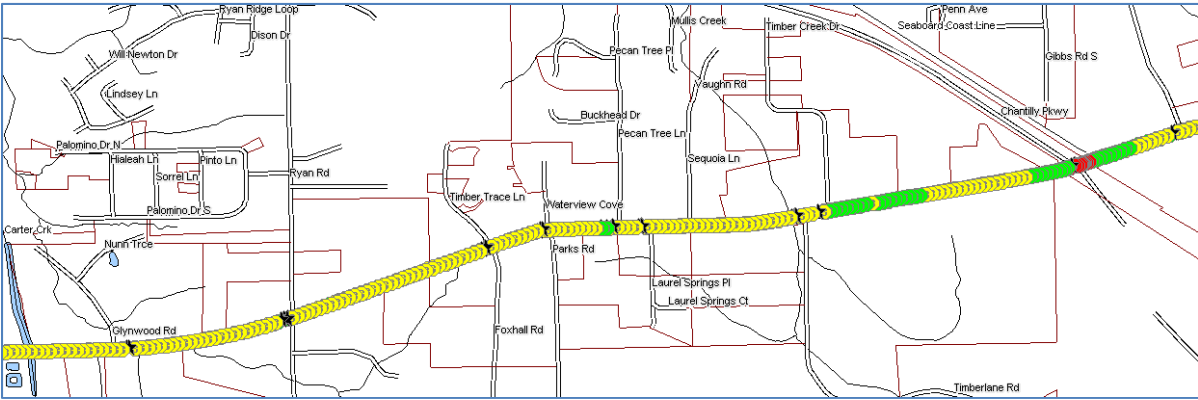 Ryan Ridge Loop
Penn Ave
Mullis Creek
Timber Creek Dr
Seaboard Coast Line
Dison Dr
Will Newton Dr
Pecan Tree Pl
Gibbs Rd S
Vaughn Rd
Lindsey Ln
Chantilly Pkwy
Buckhead Dr
Pecan Tree Ln
Palomino Dr N
Hialeah Ln
Pinto Ln
Sequoia Ln
Ryan Rd
Sorrel Ln
Timber Trace Ln
Waterview Cove
Palomino Dr S
Carter Crk
Nunn Trce
Parks Rd
Laurel Springs Pl
Laurel Springs Ct
Glynwood Rd
Foxhall Rd
Timberlane Rd